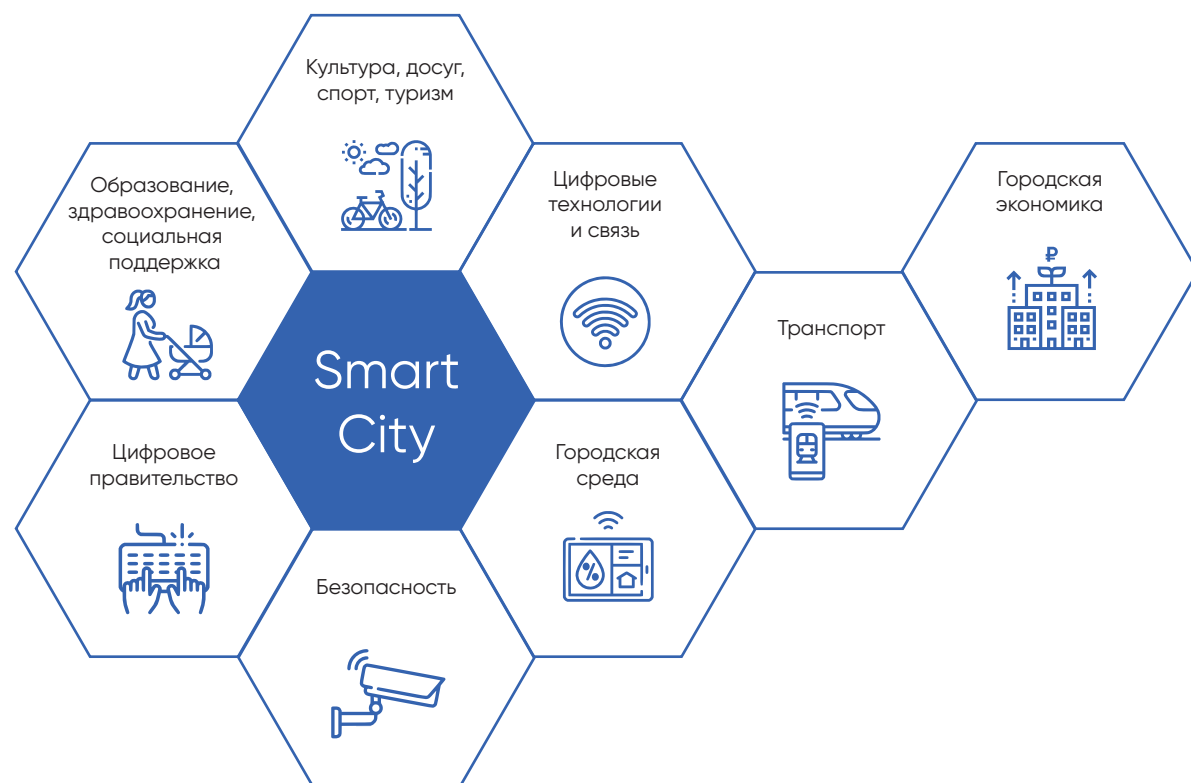 Культура, досуг,
спорт, туризм
Образование,
здравоохранение,
социальная
поддержка
Цифровые
технологии
и связь
Городская
экономика
Транспорт
₽
Smart
City
Цифровое
правительство
Городская
среда
%
Безопасность